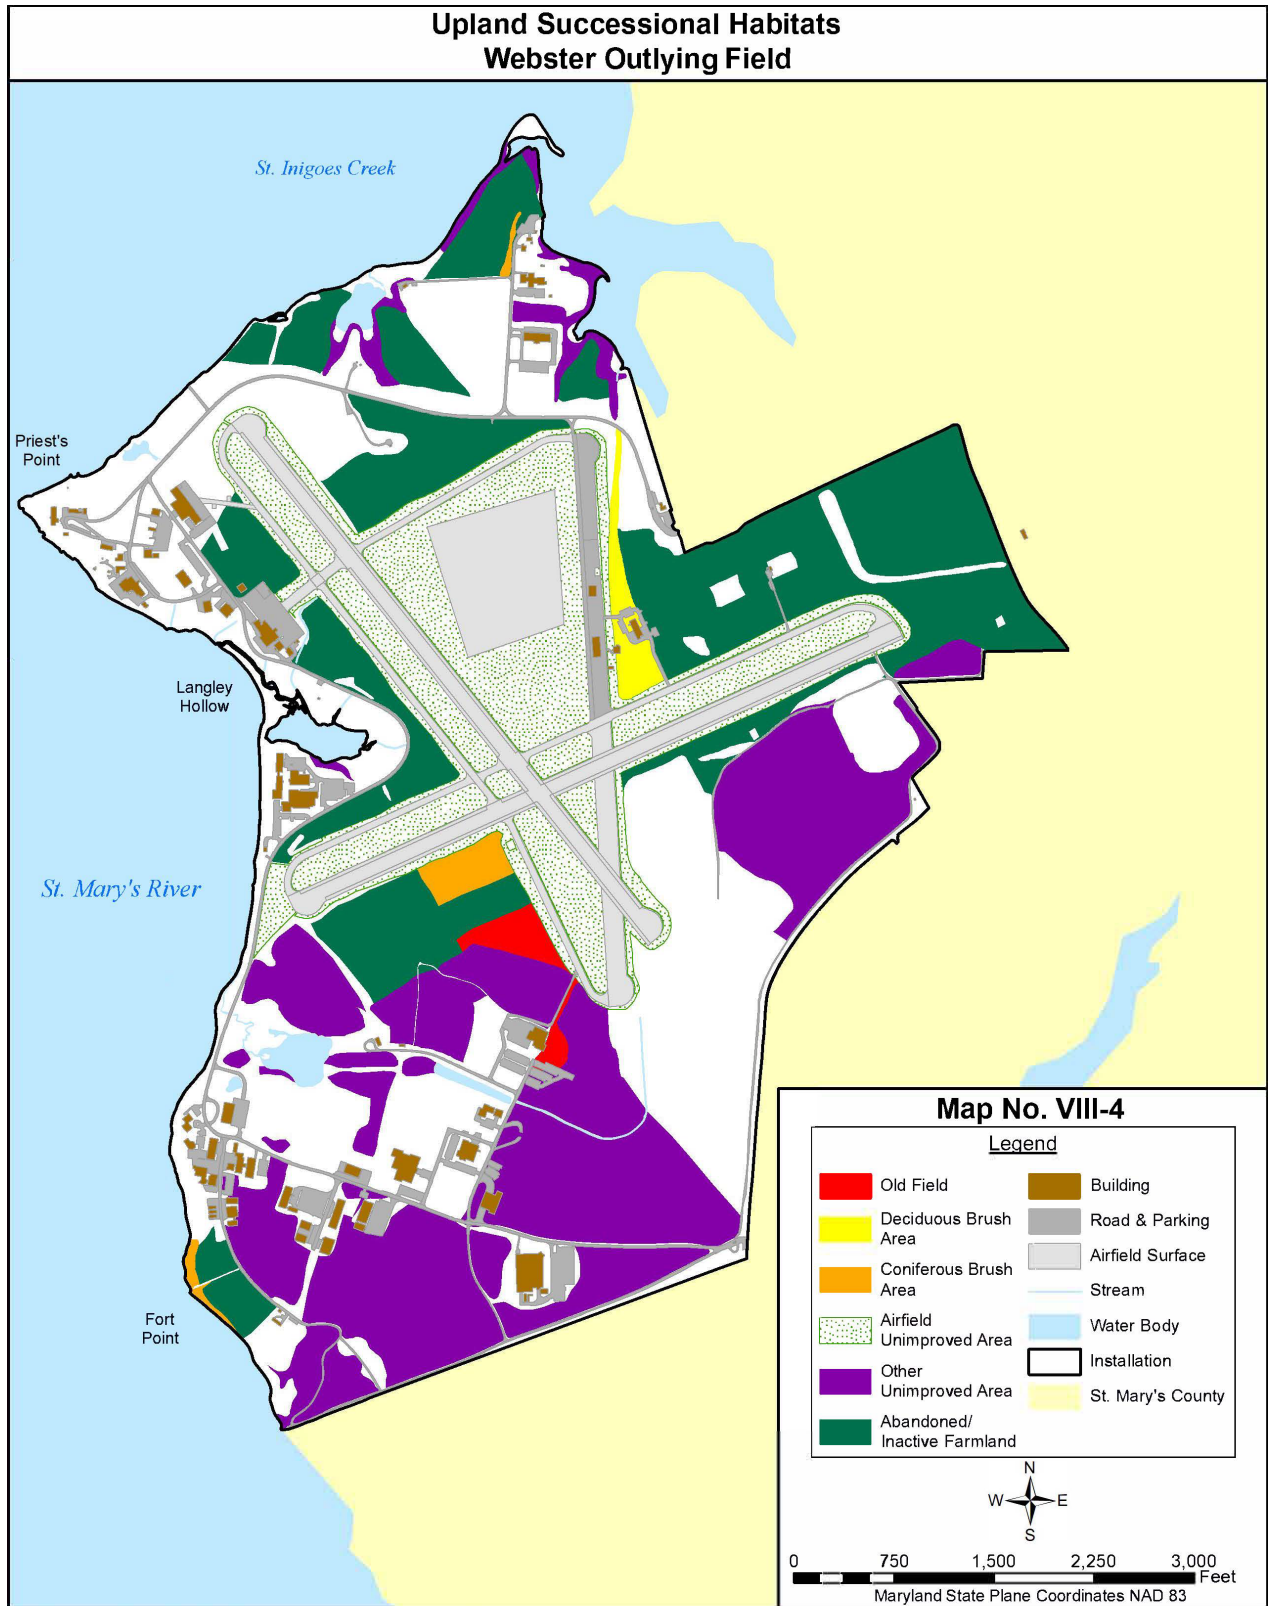 Upland Successional Habitats
Webster Outlying Field
St. Inigoes Creek
Priest's
Point
Langley
Hollow
St. Mary's River
Fort
Point
Map No. VIII-4
Legend
Old Field
Deciduous Brush
Area
Coniferous Brush
Area
Airfield
Unimproved Area
Other
Unimproved Area
Abandoned/
Inactive Farmland
Building
Road & Parking
Airfield Surface
Stream
Water Body
Installation
St. Mary's County
N
W E
S
0 750 1,500 2,250 3,000
Feet
Maryland State Plane Coordinates NAD 83